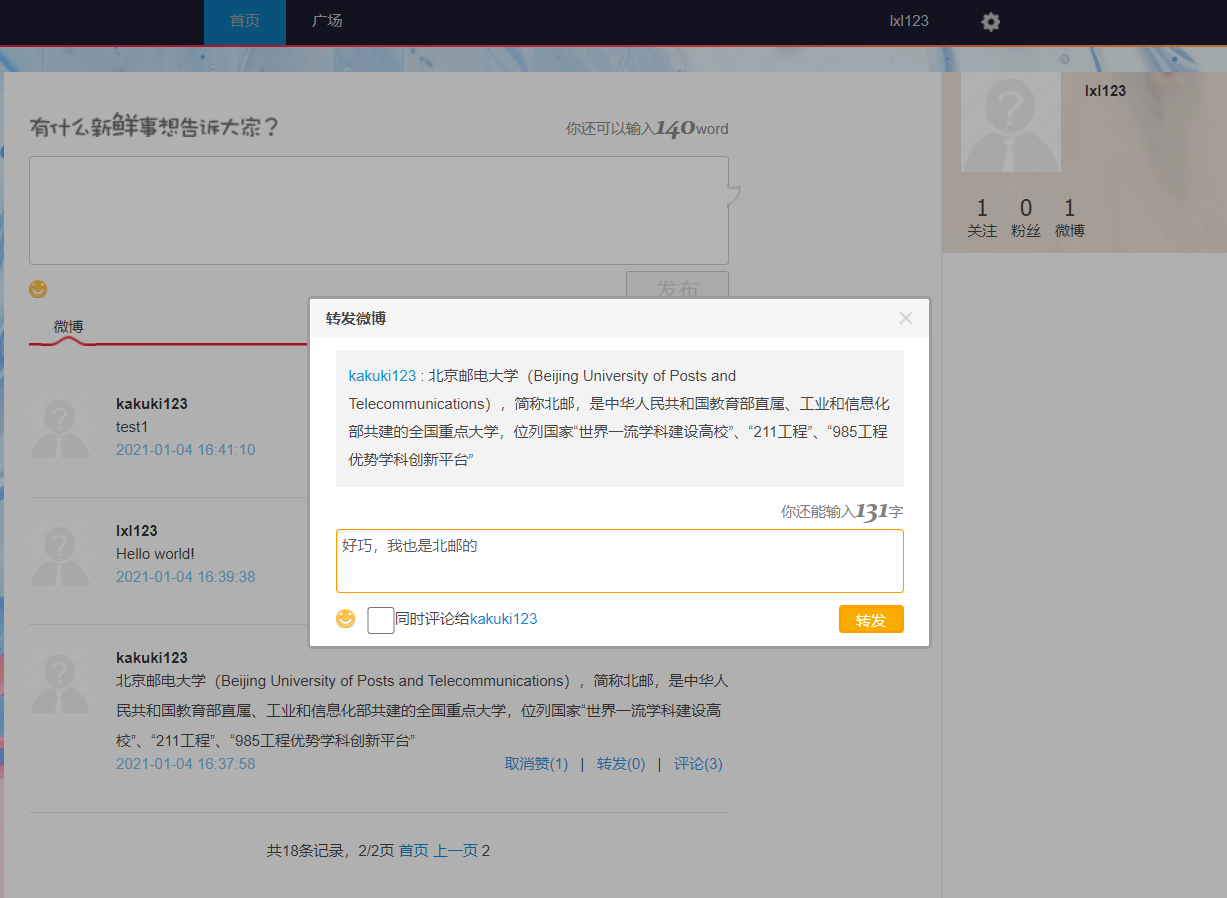 首页 广场 lxl123
lxl123
有什么新鲜事想告诉大家？ 你还可以输入140word
1 0 1
关注 粉丝 微博
发布
微博
转发微博
kakuki123 : 北京邮电大学（Beijing University of Posts and
Telecommunications），简称北邮，是中华人民共和国教育部直属、工业和信息化
部共建的全国重点大学，位列国家“世界一流学科建设高校”、“211工程”、“985工程
优势学科创新平台”
你还能输入131字
好巧，我也是北邮的
同时评论给kakuki123 转发
kakuki123
test1
2021-01-04 16:41:10
lxl123
Hello world!
2021-01-04 16:39:38
kakuki123
北京邮电大学（Beijing University of Posts and Telecommunications），简称北邮，是中华人
民共和国教育部直属、工业和信息化部共建的全国重点大学，位列国家“世界一流学科建设高
校”、“211工程”、“985工程优势学科创新平台”
2021-01-04 16:37:58 取消赞(1) | 转发(0) | 评论(3)
共18条记录，2/2页 首页 上一页 2